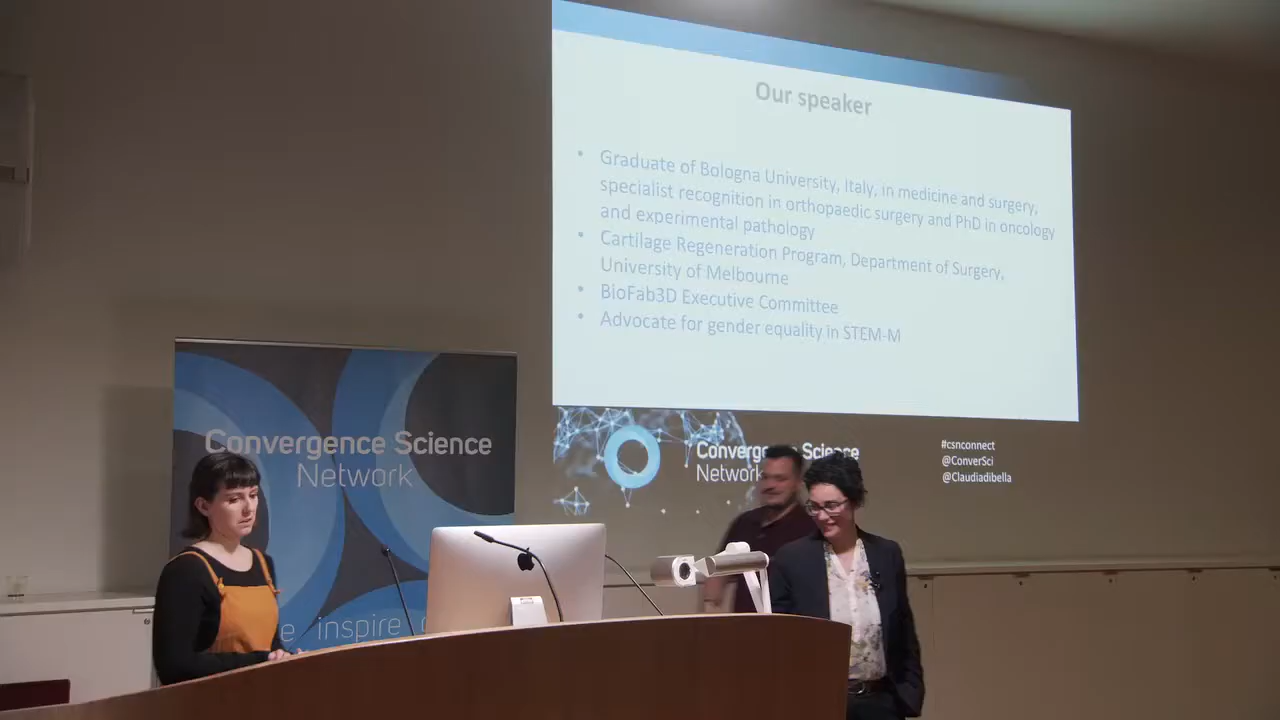 Our speaker
• Graduate of Bologna University, Italy, in medicine and surgery,
specialist recognition in orthopaedic surgery and PhD in oncology
and experimental pathology
• Cartilage Regeneration Program, Department of Surgery,
University of Melbourne
• BioFab3D Executive Committee
• Advocate for gender equality in STEM-M
Convergence Science
Network
#csnconnect
@ConverSci
@Claudiadibella
Convergence Science
Network
inspire